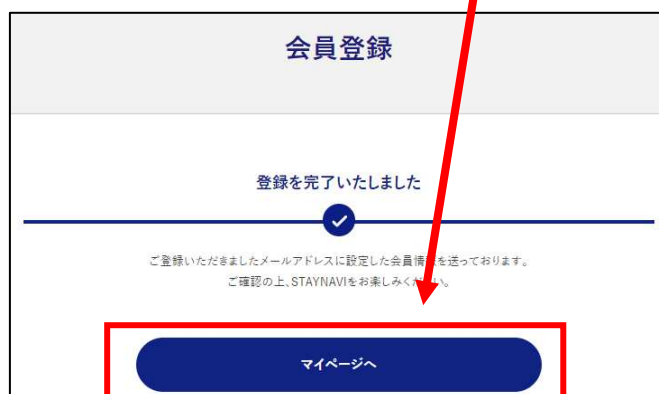 会員登録
登録を完了いたしました
ご登録いただきましたメールアドレスに設定した会員情報を送っております。
ご確認の上、STAYNAVIをお楽しみください。
マイページへ